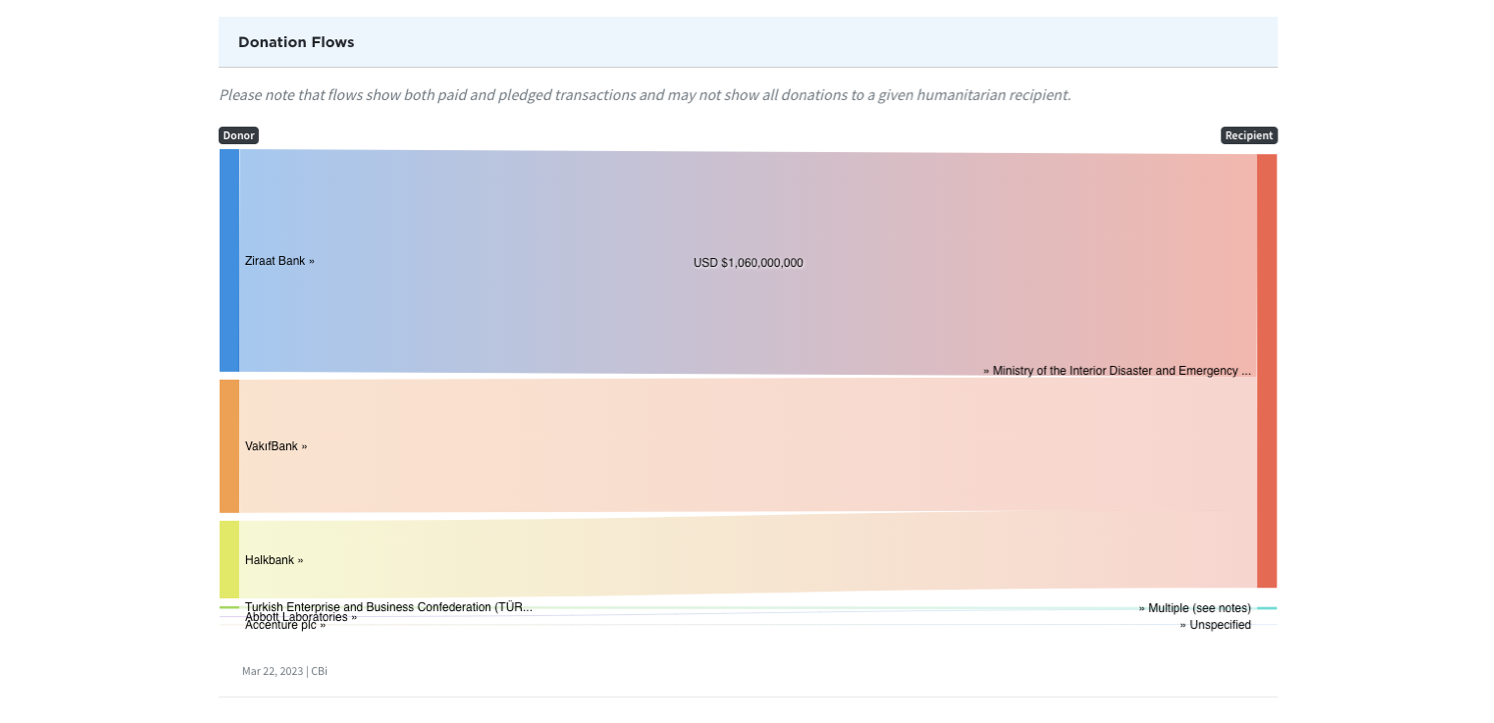 Donation Flows
Please note that flows show both paid and pledged transactions and may not show all donations to a given humanitarian recipient.
Donor
Recipient
Ziraat Bank »
USD $1,060,000,000
» Ministry of the Interior Disaster and Emergency ...
VakıfBank »
Halkbank »
Turkish Enterprise and Business Confederation (TÜR...
» Multiple (see notes)
Abbott Laboratories »
Accenture plc »
» Unspecified
Mar 22, 2023 | CBi